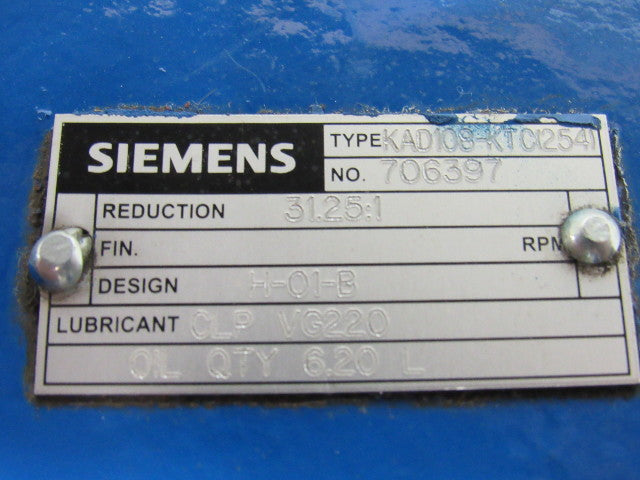 SIEMENS
TYPE KAD109-KTC(254)
NO. 706397
REDUCTION 31.25:1
FIN. RPM
DESIGN H-01-B
LUBRICANT CLP VG220
OIL QTY 6.20 L